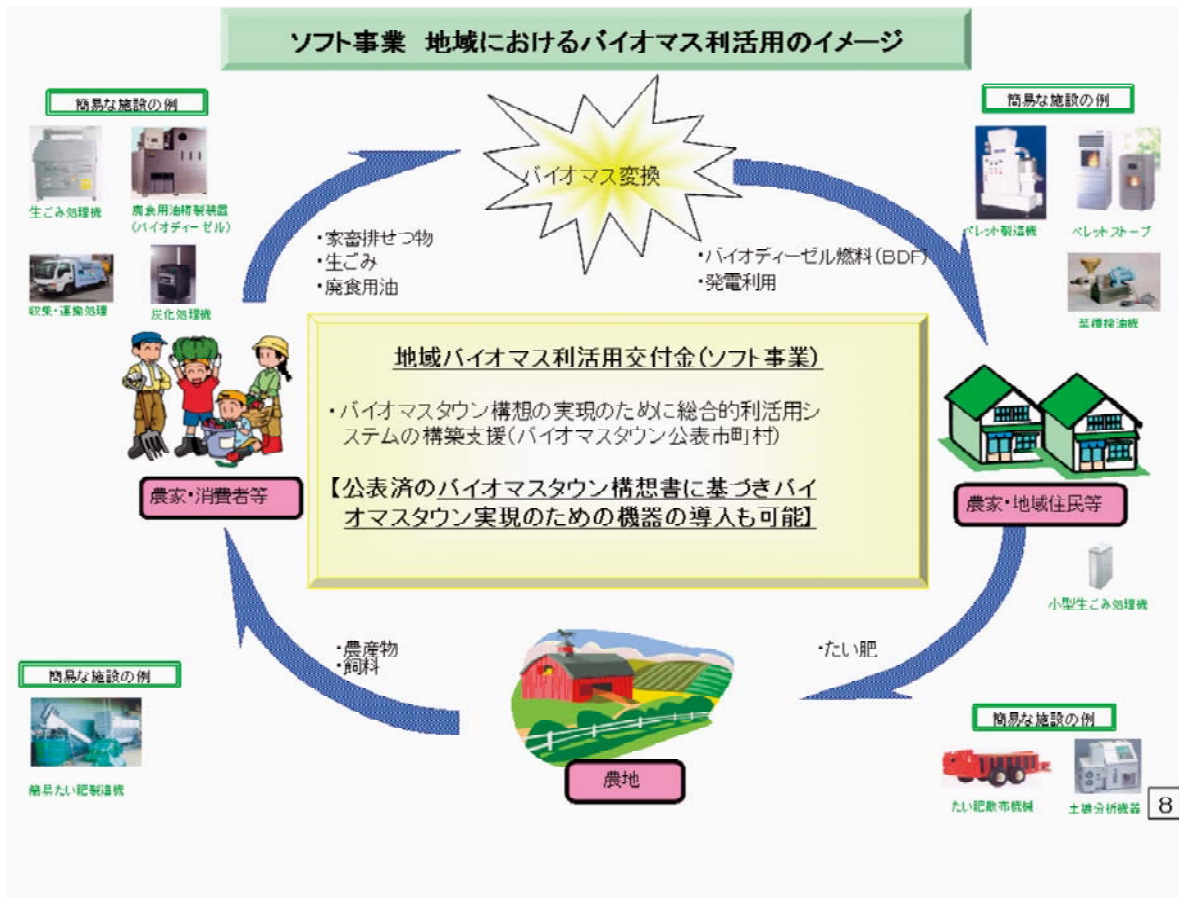 ソフト事業　地域におけるバイオマス利活用のイメージ
簡易な施設の例
生ごみ処理機
廃食用油精製装置
(バイオディーゼル)
収集・運搬処理
炭化処理機
バイオマス変換
簡易な施設の例
ペレット製造機
ペレットストーブ
菜種搾油機
・家畜排せつ物
・生ごみ
・廃食用油
・バイオディーゼル燃料(BDF)
・発電利用
地域バイオマス利活用交付金(ソフト事業)
・バイオマスタウン構想の実現のために総合的利活用シ
ステムの構築支援(バイオマスタウン公表市町村)
【公表済のバイオマスタウン構想書に基づきバイ
オマスタウン実現のための機器の導入も可能】
農家・消費者等
農家・地域住民等
小型生ごみ処理機
・農産物
・飼料
・たい肥
簡易な施設の例
簡易たい肥製造機
農地
簡易な施設の例
たい肥散布機械
土壌分析機器
8